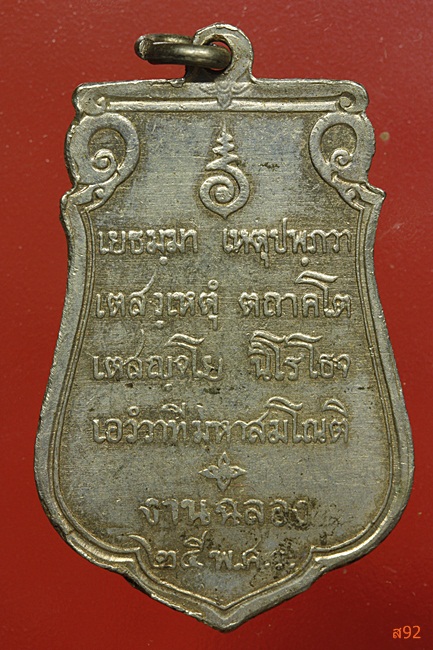 เยธมฺมา เหตุปพฺภวา
เตสํ เหตุํ ตถาคโต
เตสญฺจโย นิโรโธจ
เอวํวาทีมหาสมโณติ
งานฉลอง
๒๕ พ.ศ.
ส92